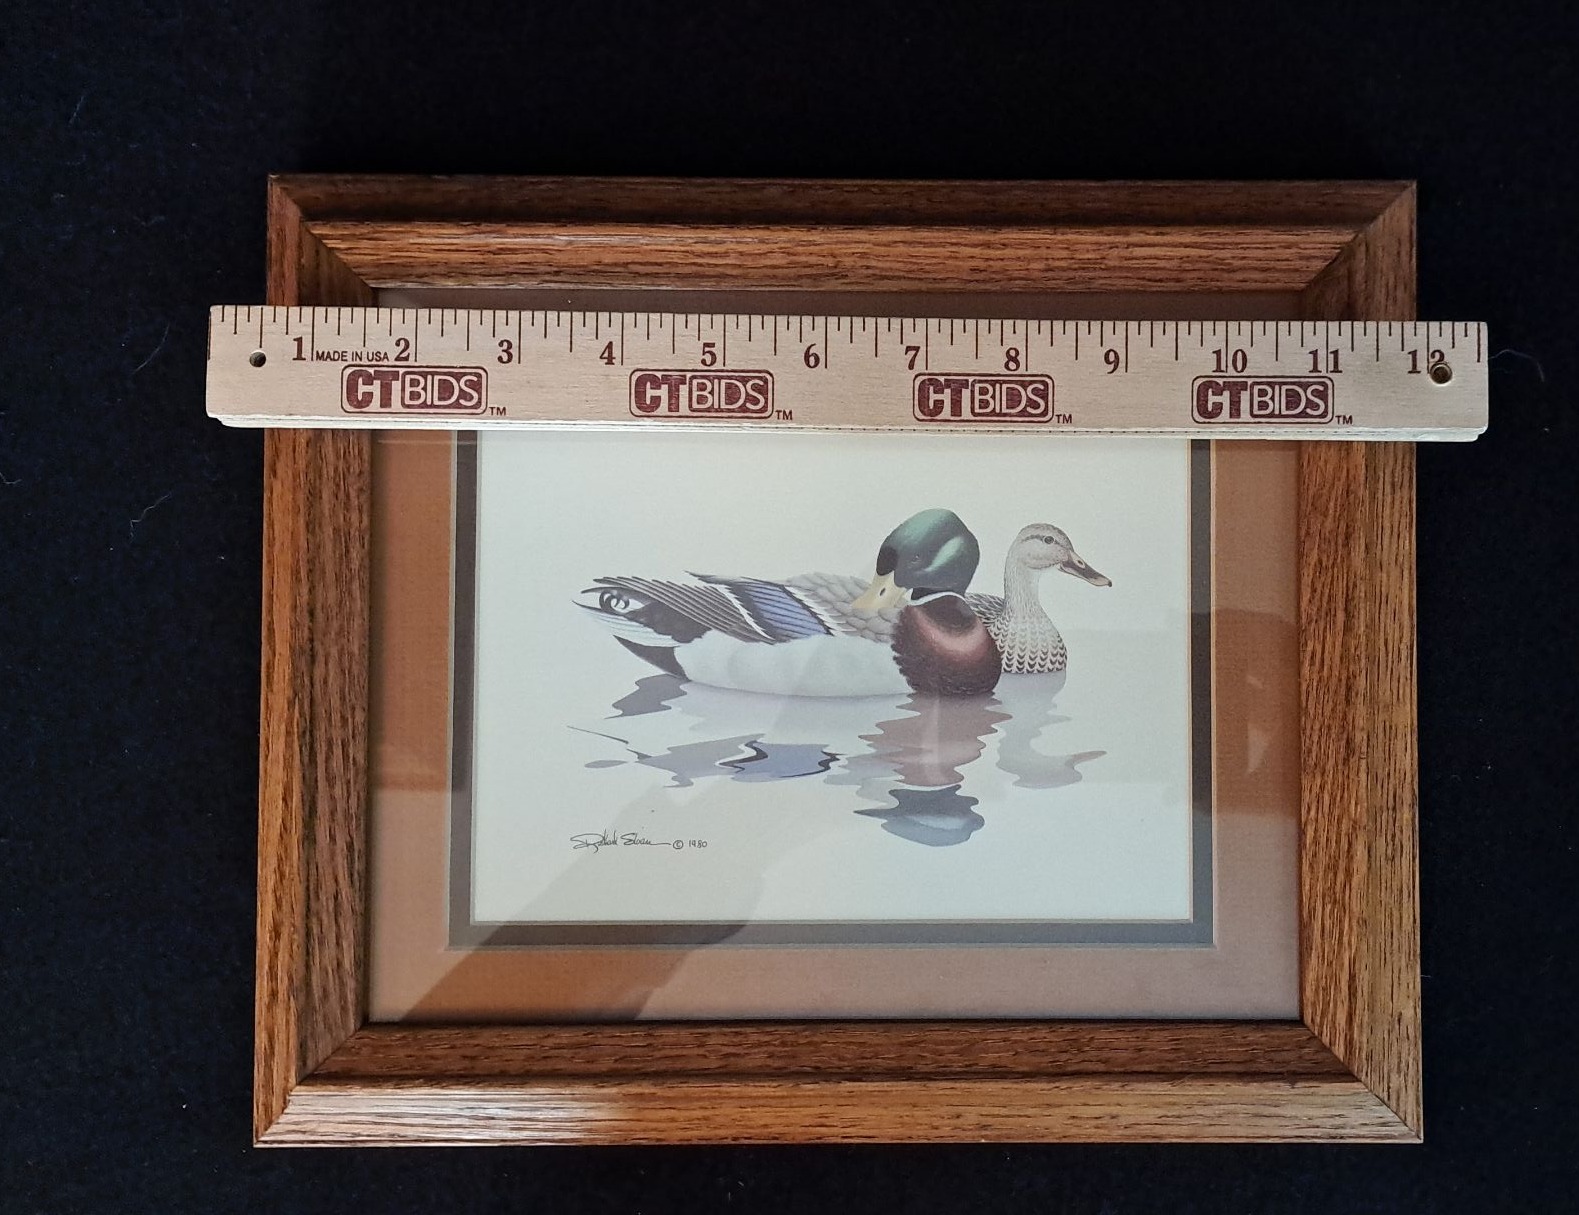 1 MADE IN USA 2 3 4 5 6 7 8 9 10 11 12
CTBIDS™ CTBIDS™ CTBIDS™ CTBIDS™
© 1980